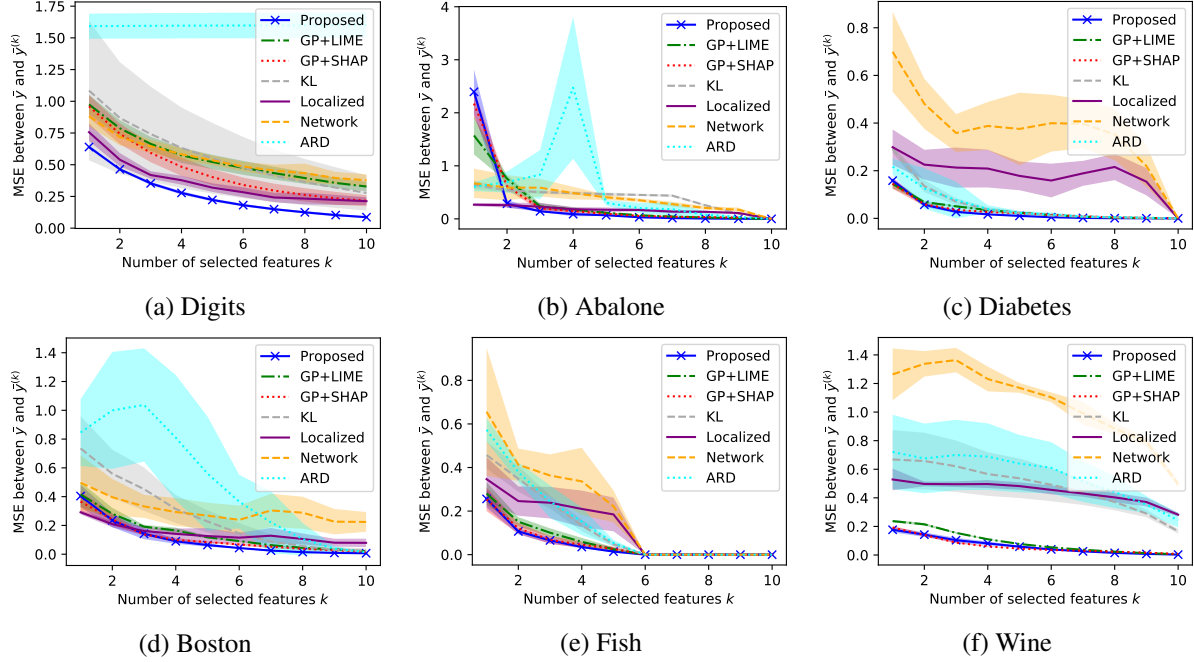 MSE between ȳ and ȳ^(k)
1.75
1.50
1.25
1.00
0.75
0.50
0.25
0.00
2 4 6 8 10
Number of selected features k
Proposed
GP+LIME
GP+SHAP
KL
Localized
Network
ARD
(a) Digits
MSE between ȳ and ȳ^(k)
4
3
2
1
0
2 4 6 8 10
Number of selected features k
Proposed
GP+LIME
GP+SHAP
KL
Localized
Network
ARD
(b) Abalone
MSE between ȳ and ȳ^(k)
0.8
0.6
0.4
0.2
0.0
2 4 6 8 10
Number of selected features k
Proposed
GP+LIME
GP+SHAP
KL
Localized
Network
ARD
(c) Diabetes
MSE between ȳ and ȳ^(k)
1.4
1.2
1.0
0.8
0.6
0.4
0.2
0.0
2 4 6 8 10
Number of selected features k
Proposed
GP+LIME
GP+SHAP
KL
Localized
Network
ARD
(d) Boston
MSE between ȳ and ȳ^(k)
0.8
0.6
0.4
0.2
0.0
2 4 6 8 10
Number of selected features k
Proposed
GP+LIME
GP+SHAP
KL
Localized
Network
ARD
(e) Fish
MSE between ȳ and ȳ^(k)
1.4
1.2
1.0
0.8
0.6
0.4
0.2
0.0
2 4 6 8 10
Number of selected features k
Proposed
GP+LIME
GP+SHAP
KL
Localized
Network
ARD
(f) Wine